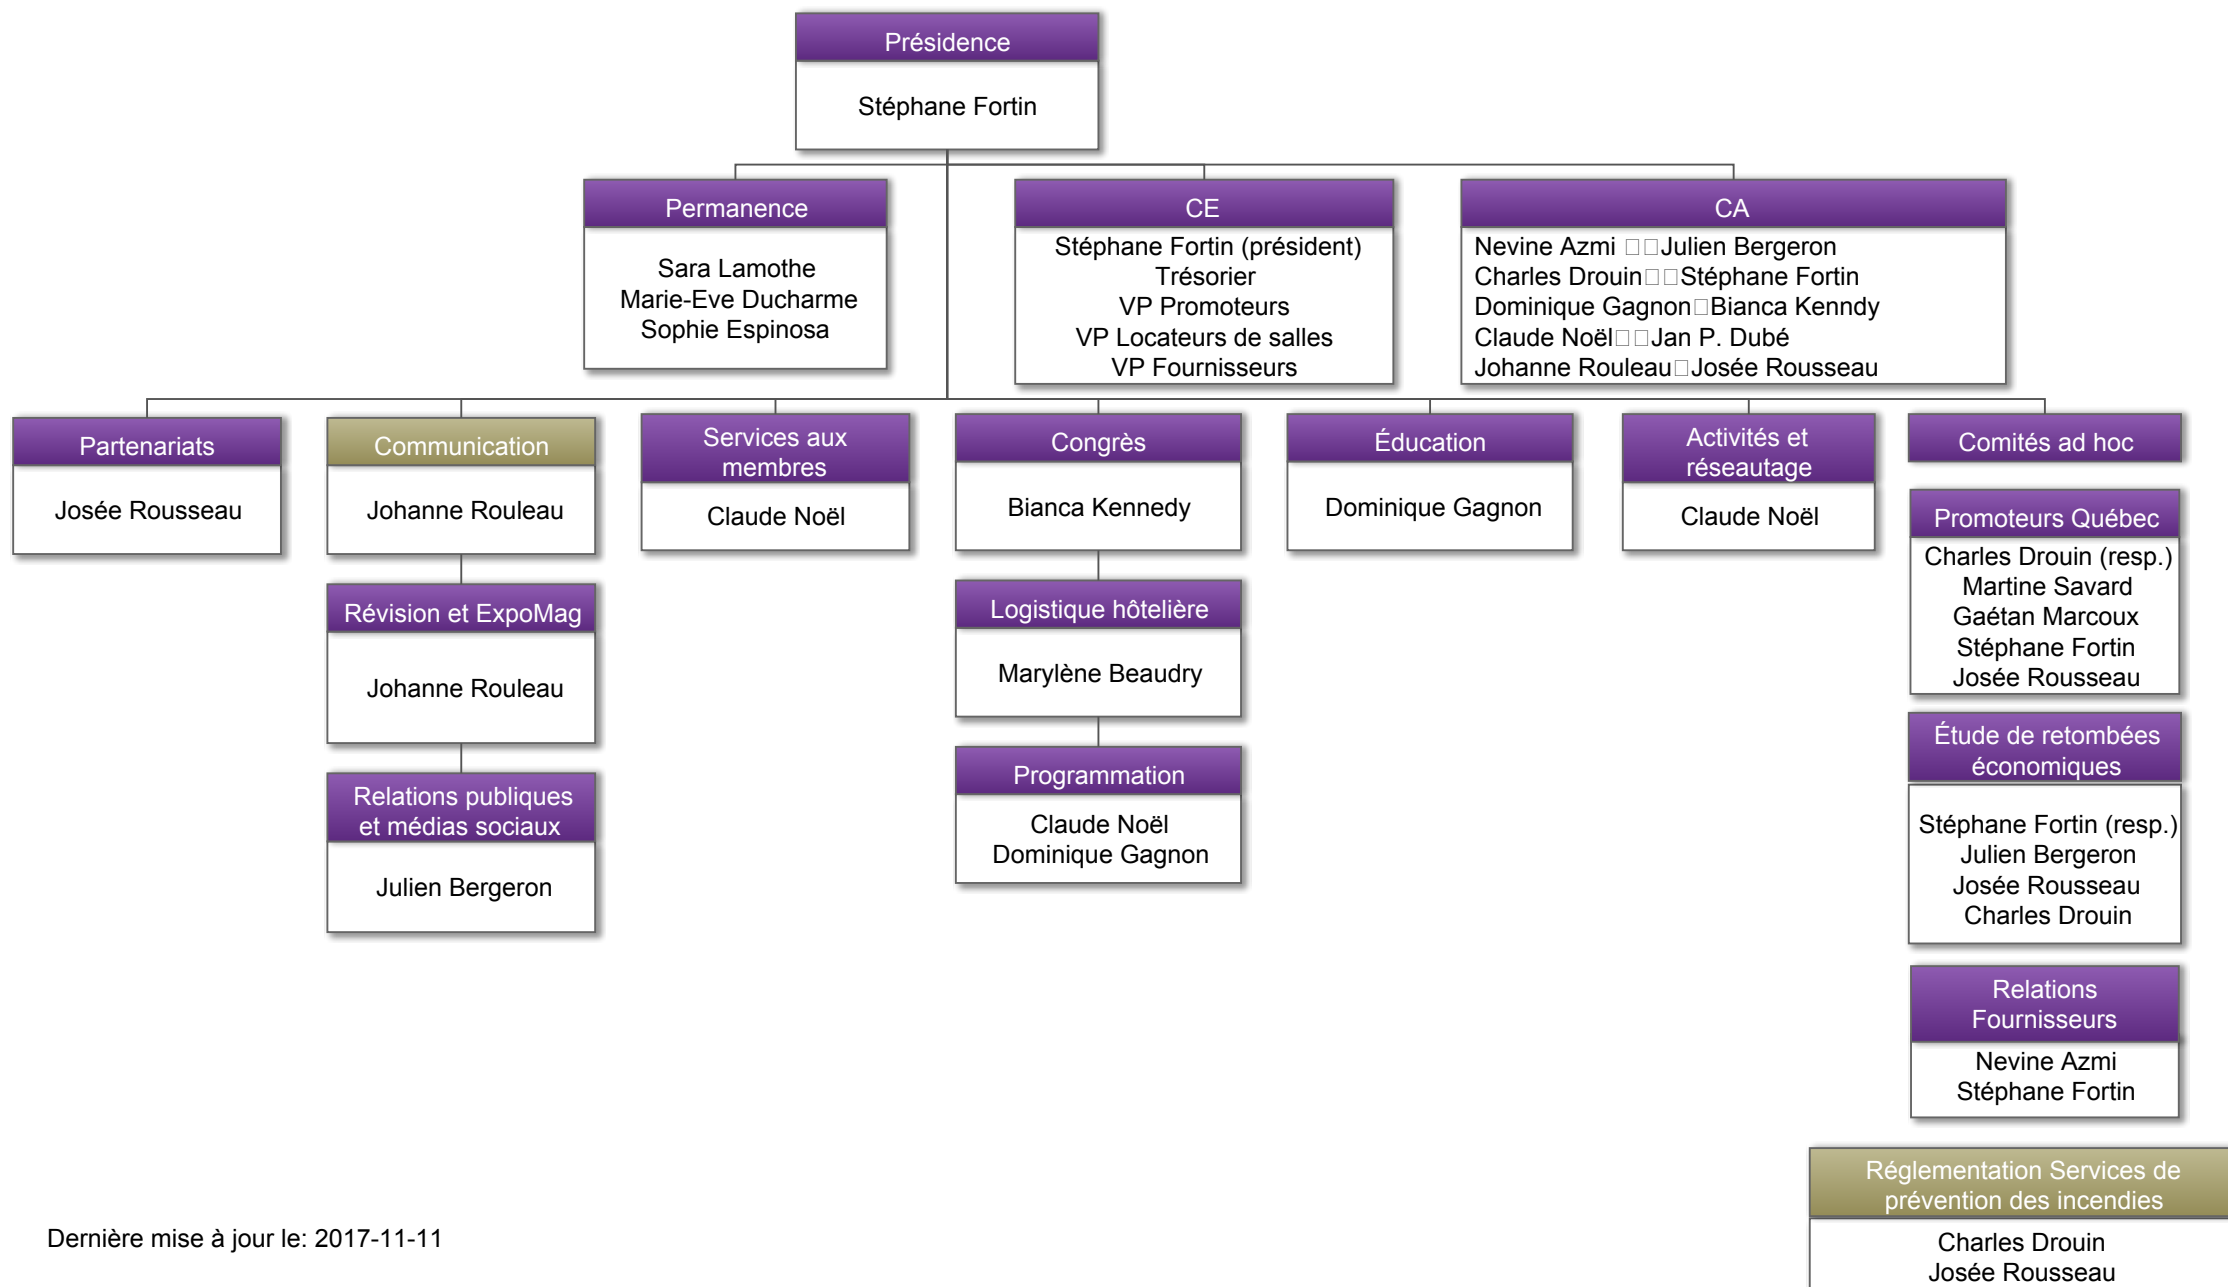 Présidence
Stéphane Fortin
Permanence
Sara Lamothe
Marie-Eve Ducharme
Sophie Espinosa
CE
Stéphane Fortin (président)
Trésorier
VP Promoteurs
VP Locateurs de salles
VP Fournisseurs
CA
Nevine Azmi □□Julien Bergeron
Charles Drouin□□Stéphane Fortin
Dominique Gagnon□Bianca Kenndy
Claude Noël□□Jan P. Dubé
Johanne Rouleau□Josée Rousseau
Partenariats
Josée Rousseau
Communication
Johanne Rouleau
Révision et ExpoMag
Johanne Rouleau
Relations publiques
et médias sociaux
Julien Bergeron
Services aux
membres
Claude Noël
Congrès
Bianca Kennedy
Logistique hôtelière
Marylène Beaudry
Programmation
Claude Noël
Dominique Gagnon
Éducation
Dominique Gagnon
Activités et
réseautage
Claude Noël
Comités ad hoc
Promoteurs Québec
Charles Drouin (resp.)
Martine Savard
Gaétan Marcoux
Stéphane Fortin
Josée Rousseau
Étude de retombées
économiques
Stéphane Fortin (resp.)
Julien Bergeron
Josée Rousseau
Charles Drouin
Relations
Fournisseurs
Nevine Azmi
Stéphane Fortin
Réglementation Services de
prévention des incendies
Charles Drouin
Josée Rousseau
Dernière mise à jour le: 2017-11-11